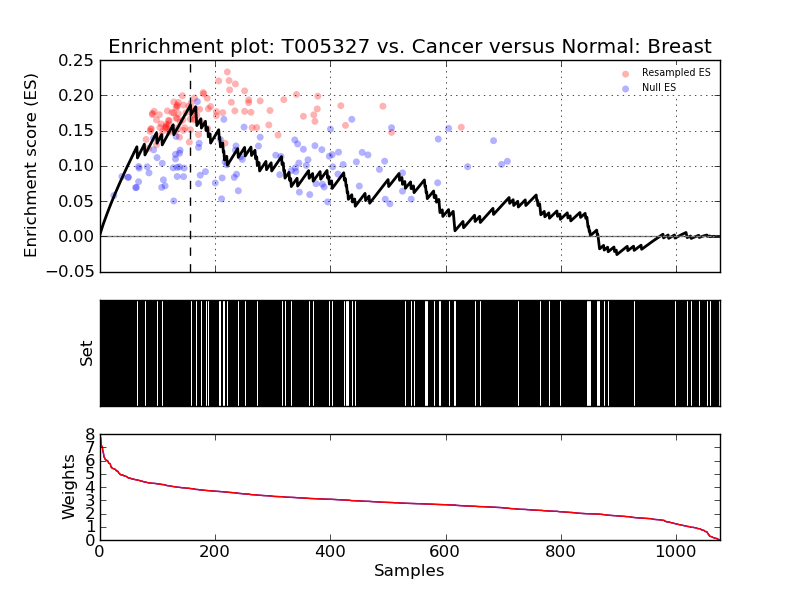 Enrichment plot: T005327 vs. Cancer versus Normal: Breast
Enrichment score (ES)
0.25
0.20
0.15
0.10
0.05
0.00
−0.05
Resampled ES
Null ES
Set
Weights
8
7
6
5
4
3
2
1
0
0 200 400 600 800 1000
Samples